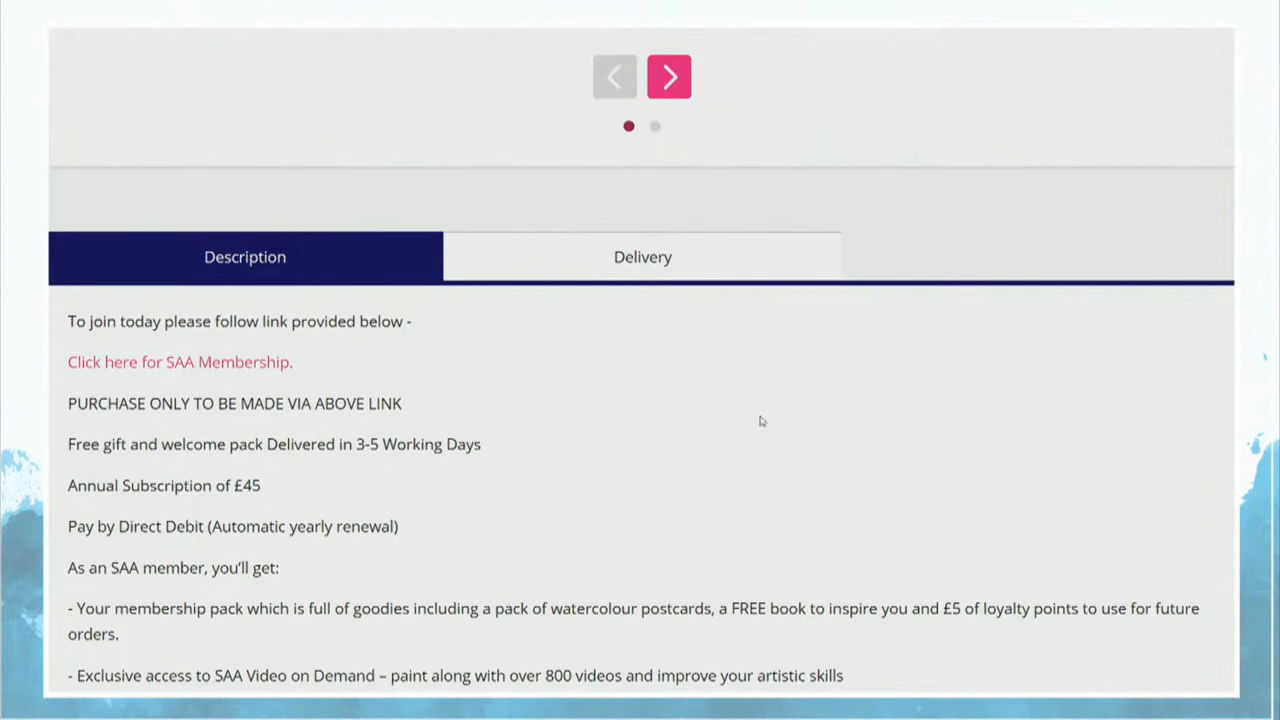 Description
Delivery
To join today please follow link provided below -
Click here for SAA Membership.
PURCHASE ONLY TO BE MADE VIA ABOVE LINK
Free gift and welcome pack Delivered in 3-5 Working Days
Annual Subscription of £45
Pay by Direct Debit (Automatic yearly renewal)
As an SAA member, you’ll get:
- Your membership pack which is full of goodies including a pack of watercolour postcards, a FREE book to inspire you and £5 of loyalty points to use for future
orders.
- Exclusive access to SAA Video on Demand – paint along with over 800 videos and improve your artistic skills